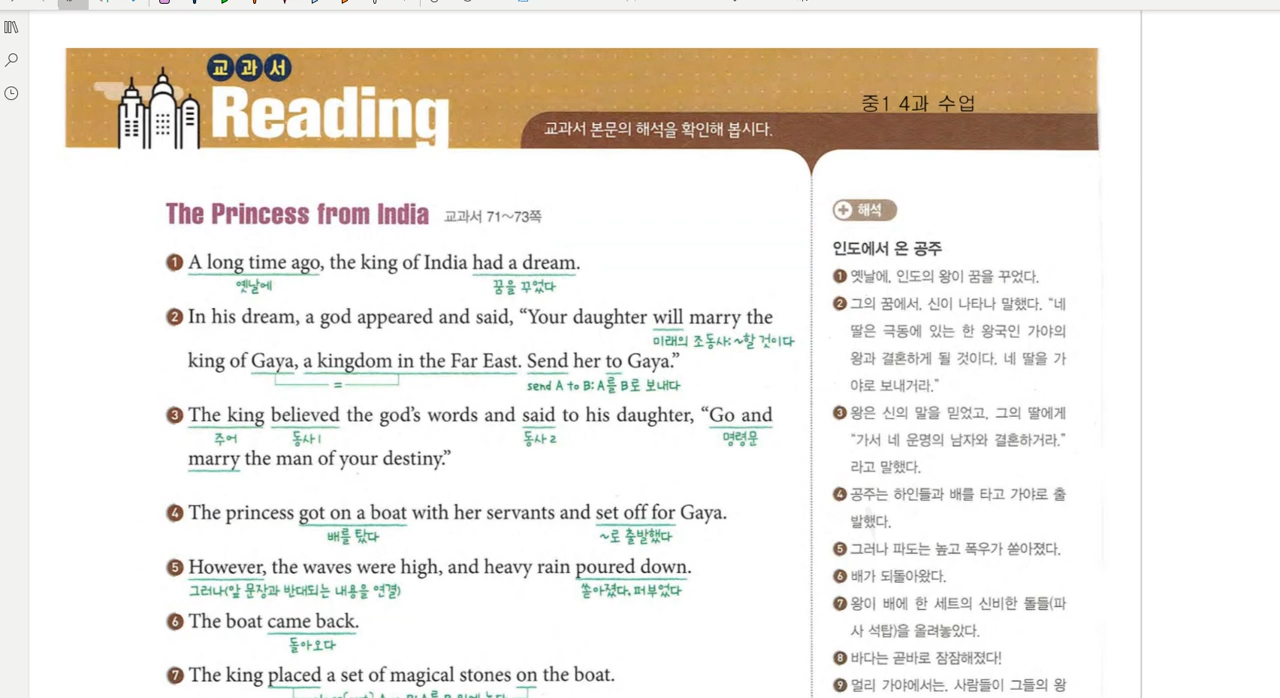 교과서
Reading
중1 4과 수업
교과서 본문의 해석을 확인해 봅시다.
The Princess from India 교과서 71~73쪽
1 A long time ago, the king of India had a dream.
옛날에 꿈을 꾸었다
2 In his dream, a god appeared and said, “Your daughter will marry the
미래의 조동사: ~할 것이다
king of Gaya, a kingdom in the Far East. Send her to Gaya.”
= send A to B: A를 B로 보내다
3 The king believed the god’s words and said to his daughter, “Go and
주어 동사1 동사2 명령문
marry the man of your destiny.”
4 The princess got on a boat with her servants and set off for Gaya.
배를 탔다 ~로 출발했다
5 However, the waves were high, and heavy rain poured down.
그러나(앞 문장과 반대되는 내용을 연결) 쏟아졌다, 퍼부었다
6 The boat came back.
돌아오다
7 The king placed a set of magical stones on the boat.
+ 해석
인도에서 온 공주
1 옛날에, 인도의 왕이 꿈을 꾸었다.
2 그의 꿈에서, 신이 나타나 말했다. “네
딸은 극동에 있는 한 왕국인 가야의
왕과 결혼하게 될 것이다. 네 딸을 가
야로 보내거라.”
3 왕은 신의 말을 믿었고, 그의 딸에게
“가서 네 운명의 남자와 결혼하거라.”
라고 말했다.
4 공주는 하인들과 배를 타고 가야로 출
발했다.
5 그러나 파도는 높고 폭우가 쏟아졌다.
6 배가 되돌아왔다.
7 왕이 배에 한 세트의 신비한 돌들(파
사 석탑)을 올려놓았다.
8 바다는 곧바로 잠잠해졌다!
9 멀리 가야에서는, 사람들이 그들의 왕